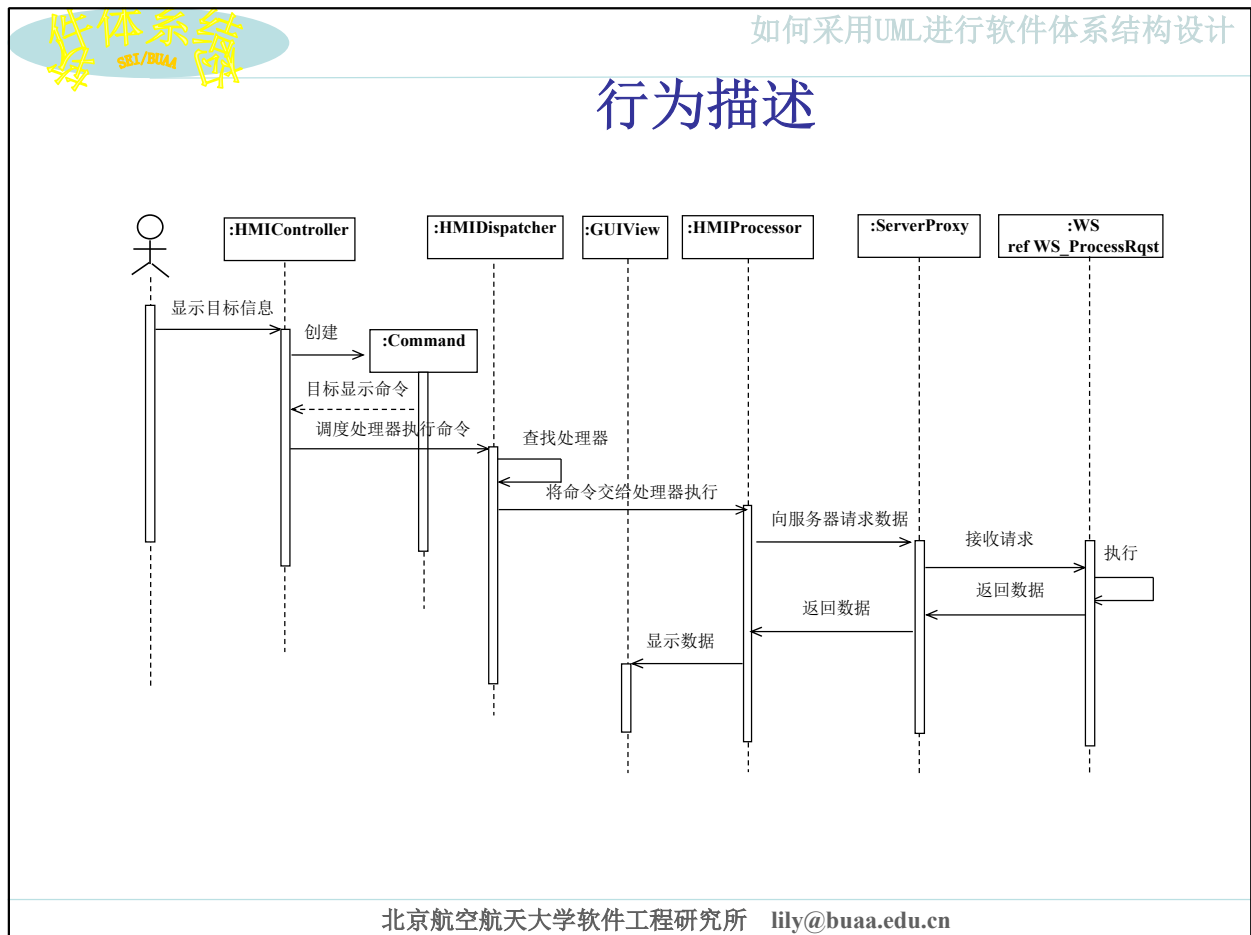 件体系结
SEI/BUAA
如何采用UML进行软件体系结构设计
行为描述
:HMIController
:HMIDispatcher
:GUIView
:HMIProcessor
:ServerProxy
:WS
ref WS_ProcessRqst
显示目标信息
创建
:Command
目标显示命令
调度处理器执行命令
查找处理器
将命令交给处理器执行
向服务器请求数据
接收请求
执行
返回数据
返回数据
显示数据
北京航空航天大学软件工程研究所 lily@buaa.edu.cn